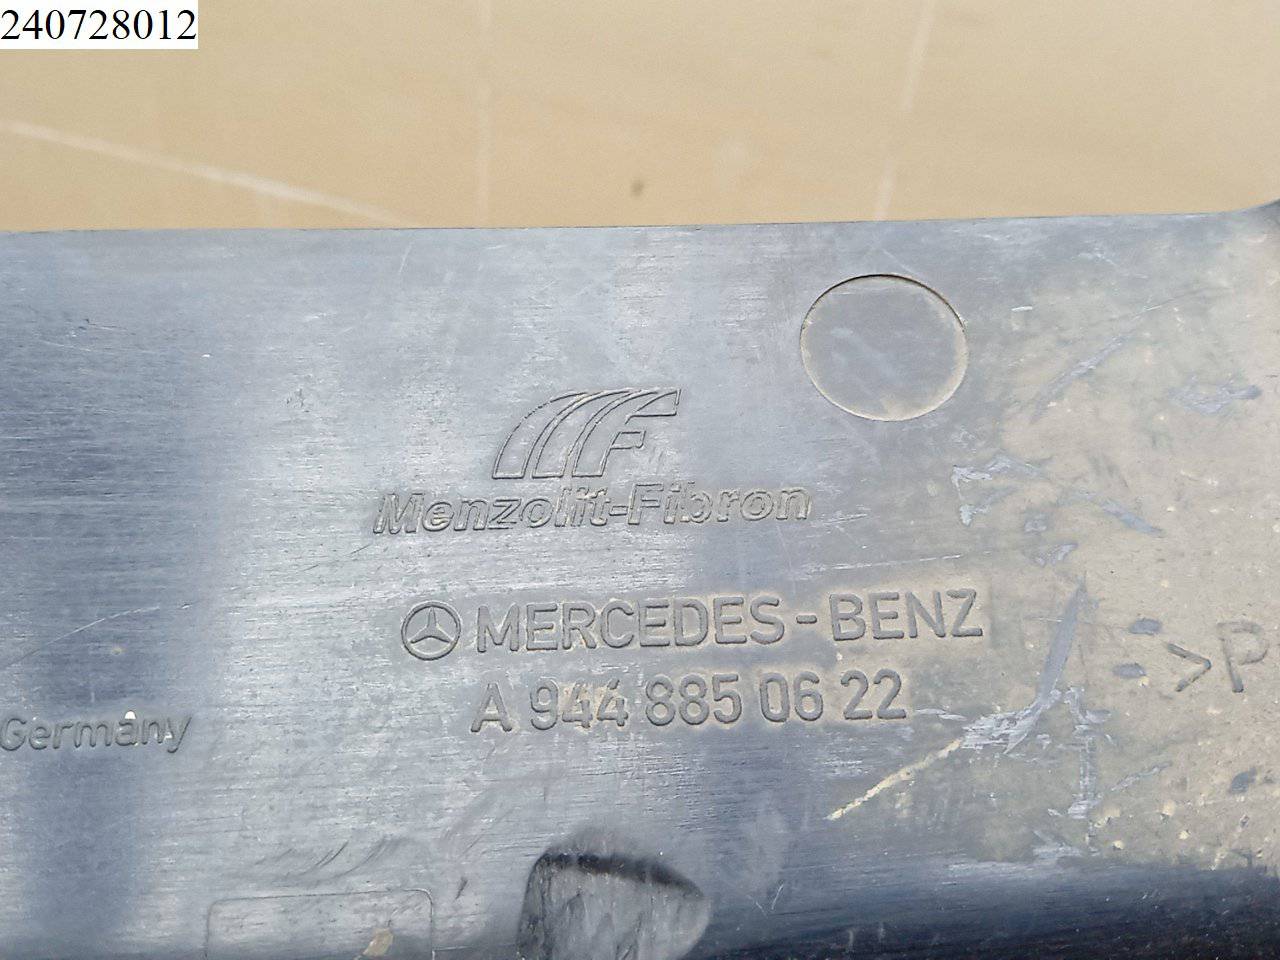 240728012
Menzolit-Fibron
MERCEDES-BENZ
>P
A 944 885 06 22
Germany